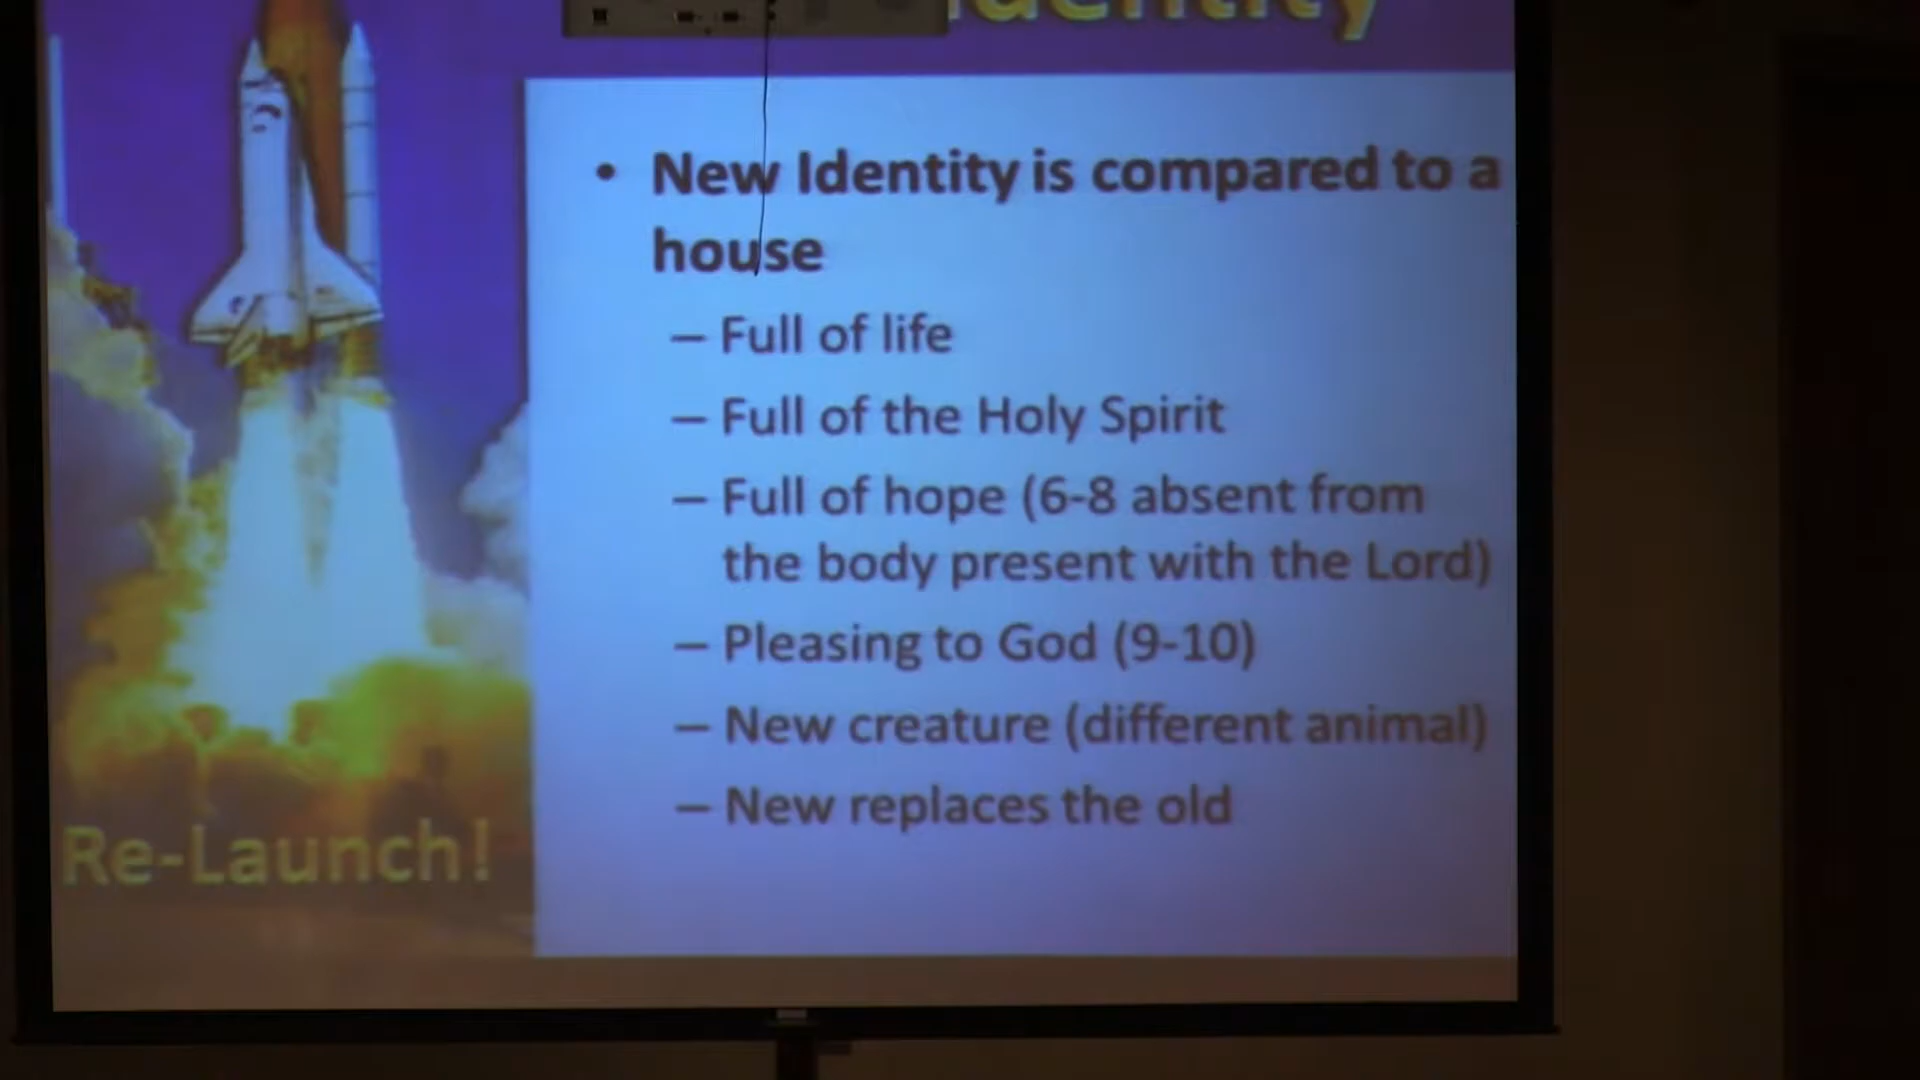 Identity
• New Identity is compared to a
house
– Full of life
– Full of the Holy Spirit
– Full of hope (6-8 absent from
the body present with the Lord)
– Pleasing to God (9-10)
– New creature (different animal)
– New replaces the old
Re-Launch!